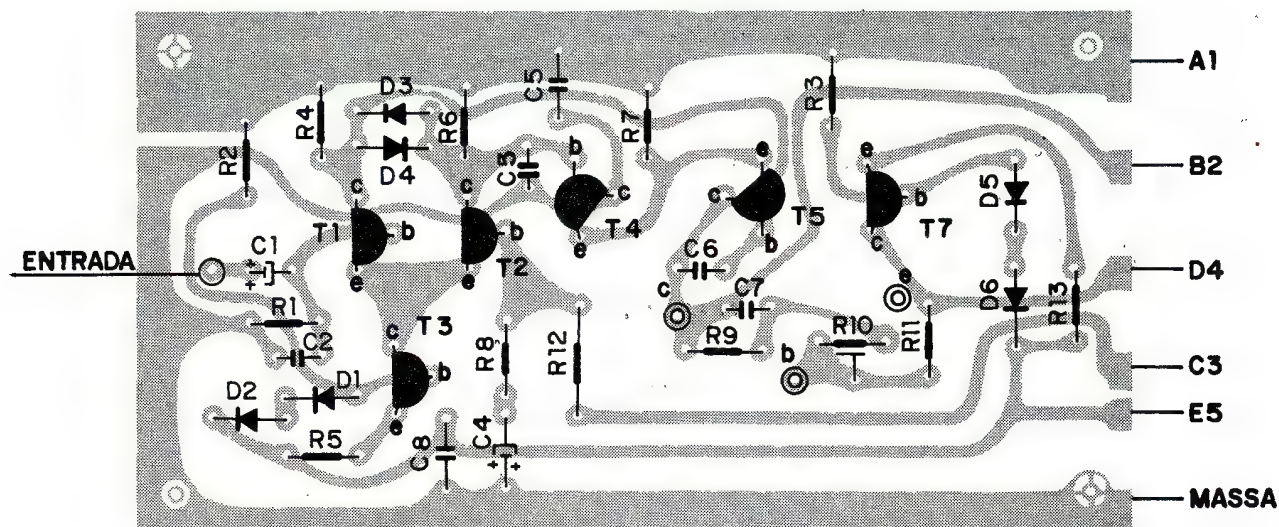 A1
D3
C5
R3
R4
R6
R7
R2
D4
C5
b
e
e
B2
c
c
c
c
b
D5
T1
b
b
T4
T5
T7
e
b
c
ENTRADA
C1
T2
C6
e
D4
e
e
c
C7
D6
R13
R1
T3
c
R8
R12
R10
R11
C2
R9
b
C3
D1
b
D2
E5
e
R5
C8
C4
MASSA
+
+
+
+